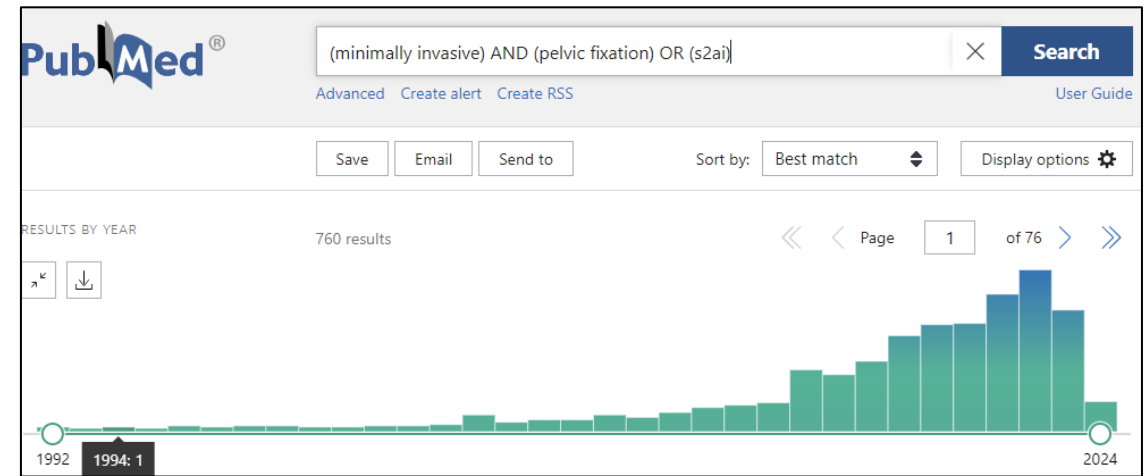 PubMed®
(minimally invasive) AND (pelvic fixation) OR (s2ai)
Search
Advanced Create alert Create RSS
User Guide
Save Email Send to
Sort by: Best match
Display options
RESULTS BY YEAR
760 results
Page 1 of 76
1992
1994: 1
2024